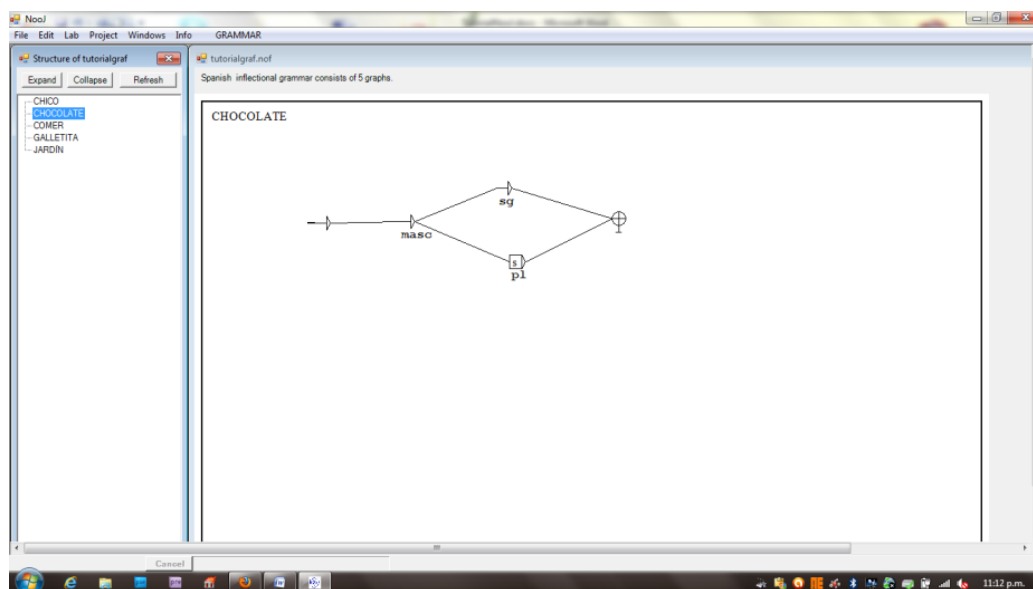 NooJ
File Edit Lab Project Windows Info GRAMMAR
Structure of tutorialgraf
Expand Collapse Refresh
CHICO
CHOCOLATE
COMER
GALLETITA
JARDÍN
tutorialgraf.nof
Spanish inflectional grammar consists of 5 graphs.
CHOCOLATE
sg
masc
s
pl
Cancel
11:12 p.m.